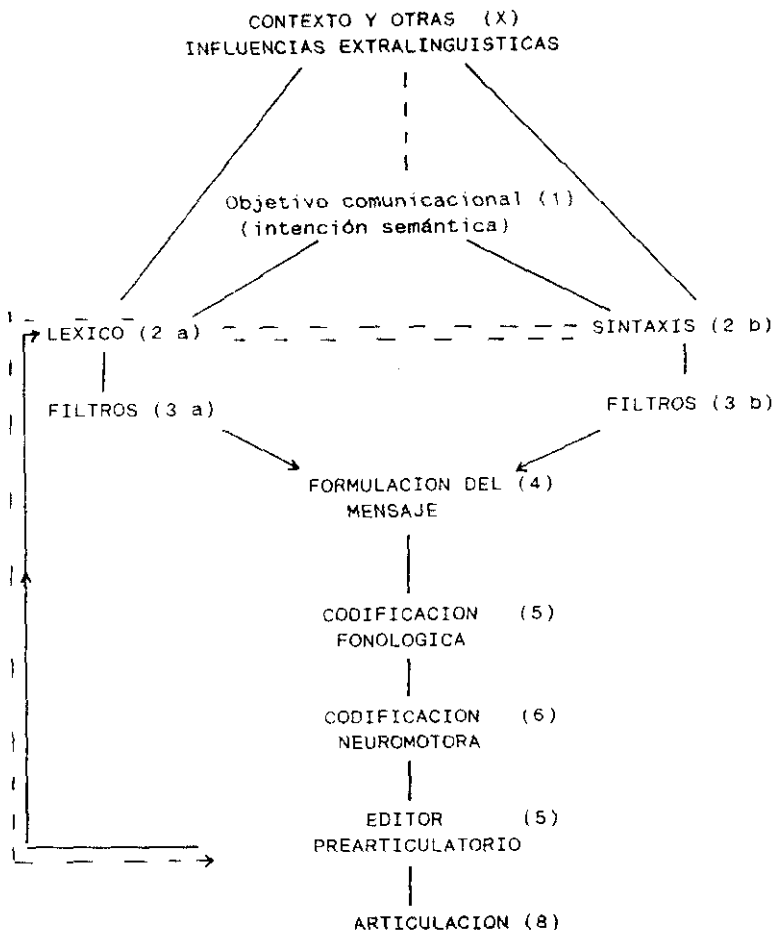 CONTEXTO Y OTRAS (X)
INFLUENCIAS EXTRALINGUISTICAS
Objetivo comunicacional (1)
(intención semántica)
LEXICO (2 a)
SINTAXIS (2 b)
FILTROS (3 a)
FILTROS (3 b)
FORMULACION DEL (4)
MENSAJE
CODIFICACION (5)
FONOLOGICA
CODIFICACION (6)
NEUROMOTORA
EDITOR (5)
PREARTICULATORIO
ARTICULACION (8)